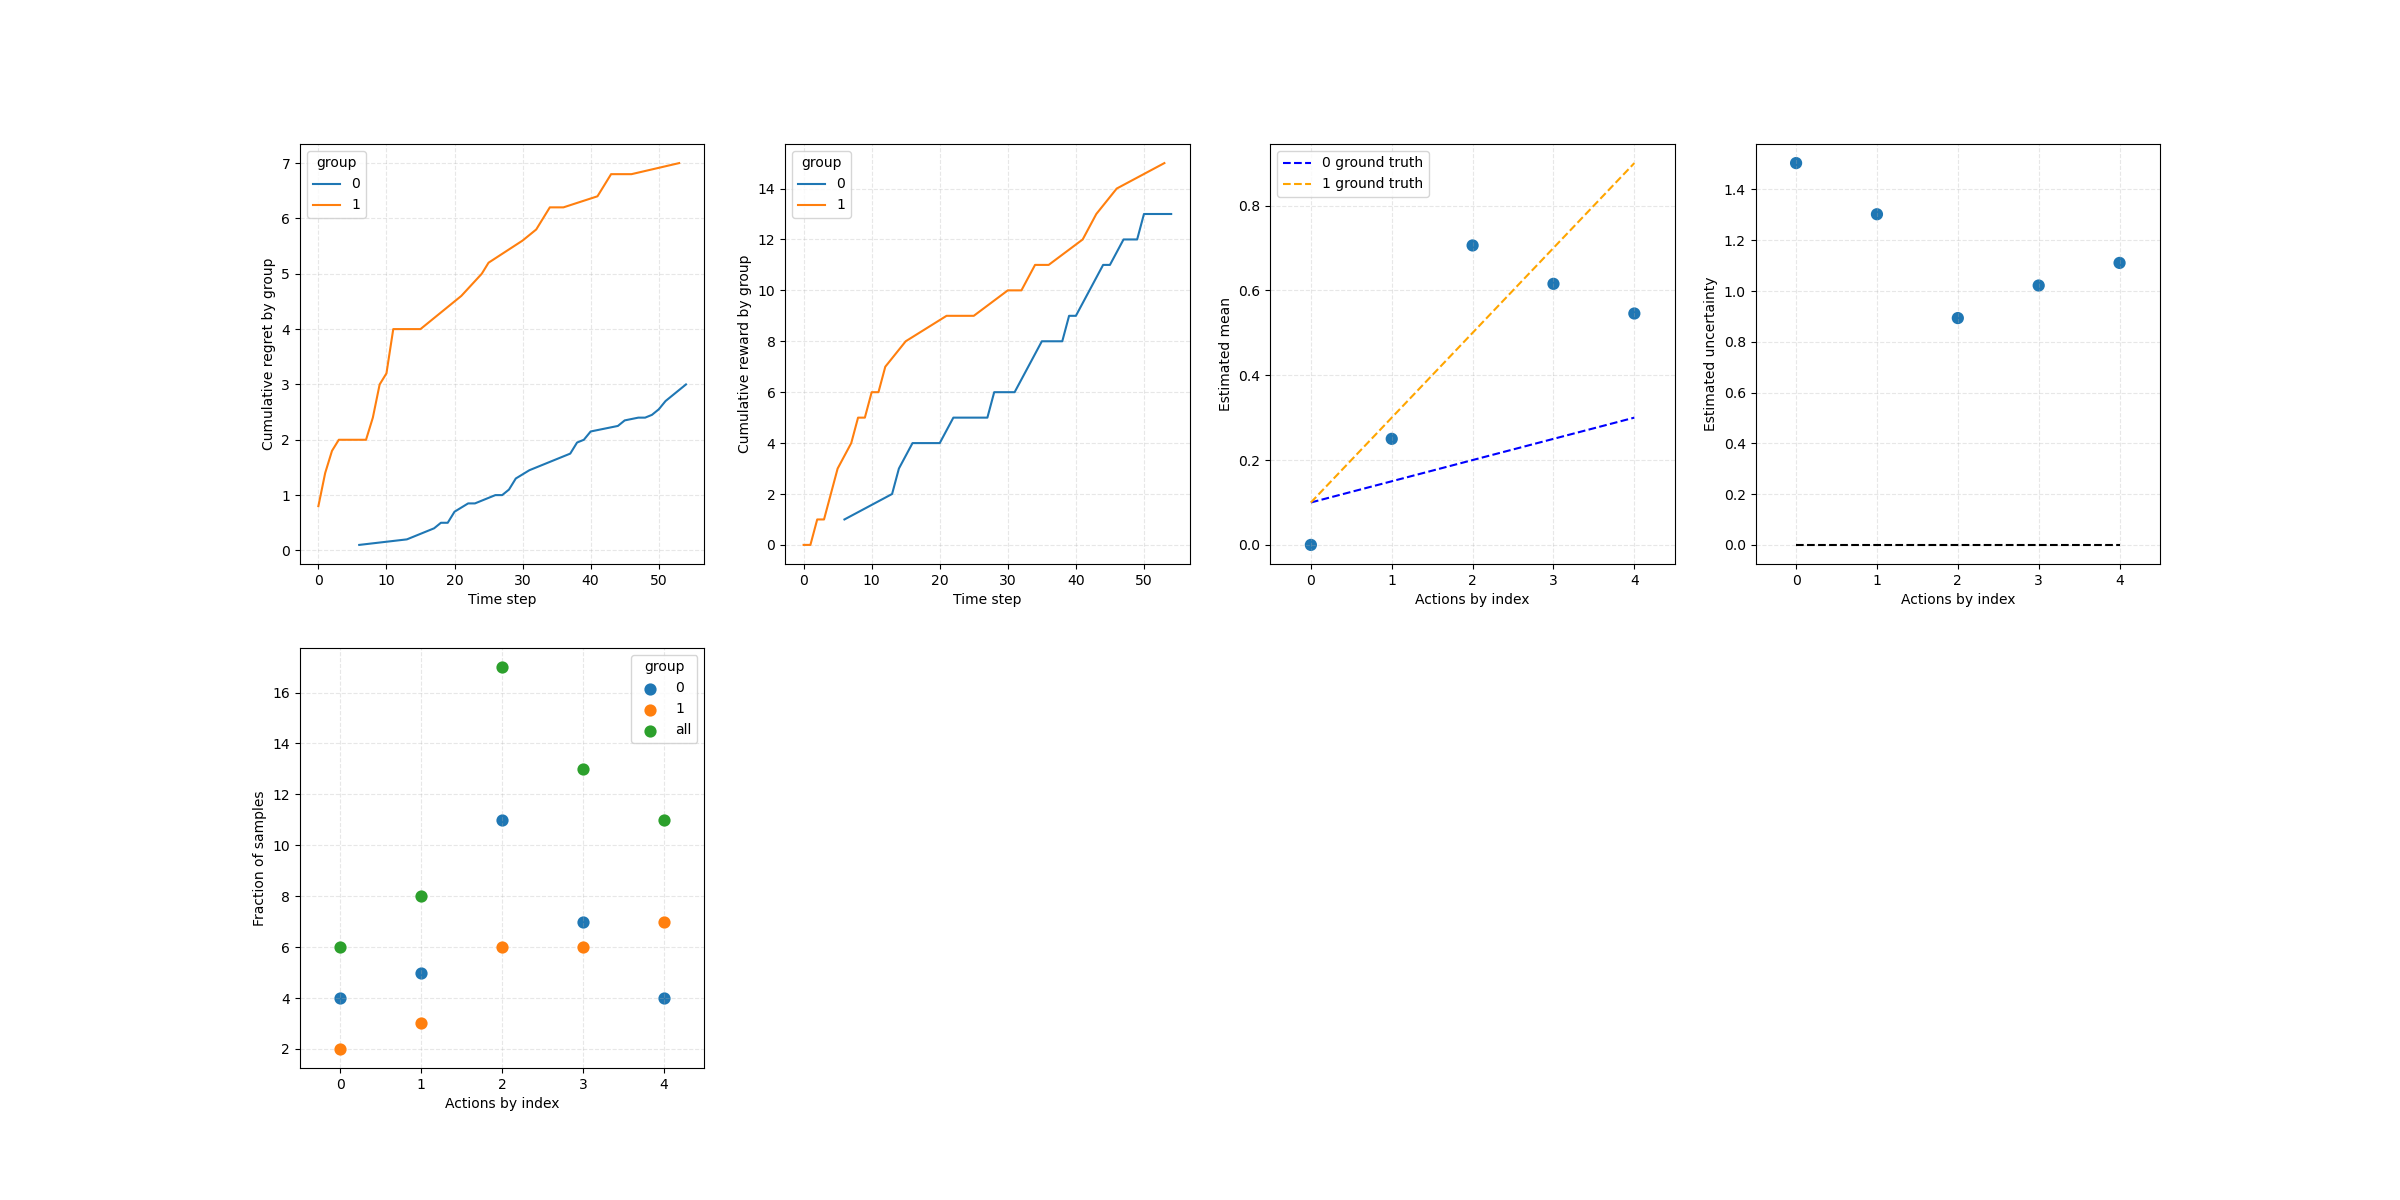 group
0
1
7
6
5
4
3
2
1
0
0 10 20 30 40 50
Time step
Cumulative regret by group
group
0
1
14
12
10
8
6
4
2
0
0 10 20 30 40 50
Time step
Cumulative reward by group
0 ground truth
1 ground truth
0.8
0.6
0.4
0.2
0.0
0 1 2 3 4
Actions by index
Estimated mean
1.4
1.2
1.0
0.8
0.6
0.4
0.2
0.0
0 1 2 3 4
Actions by index
Estimated uncertainty
group
0
1
all
16
14
12
10
8
6
4
2
0 1 2 3 4
Actions by index
Fraction of samples